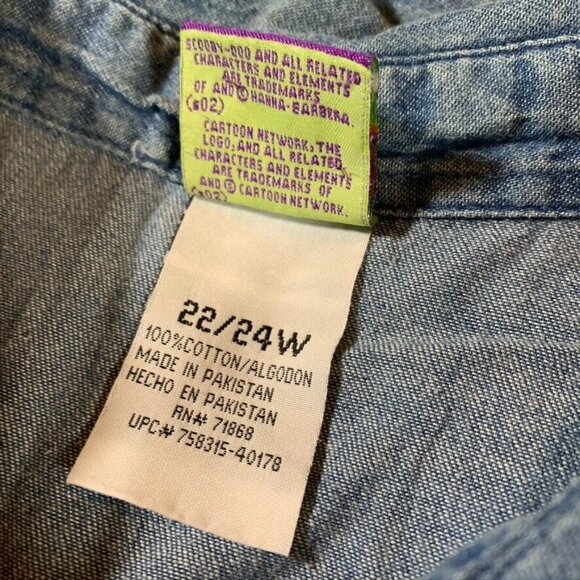 SCOOBY-DOO AND ALL RELATED
CHARACTERS AND ELEMENTS
ARE TRADEMARKS
OF AND © HANNA-BARBERA.
(s02)
CARTOON NETWORK, THE
LOGO, AND ALL RELATED
CHARACTERS AND ELEMENTS
ARE TRADEMARKS OF
AND © CARTOON NETWORK.
(s02)
22/24W
100%COTTON/ALGODON
MADE IN PAKISTAN
HECHO EN PAKISTAN
RN# 71868
UPC# 758315-40178